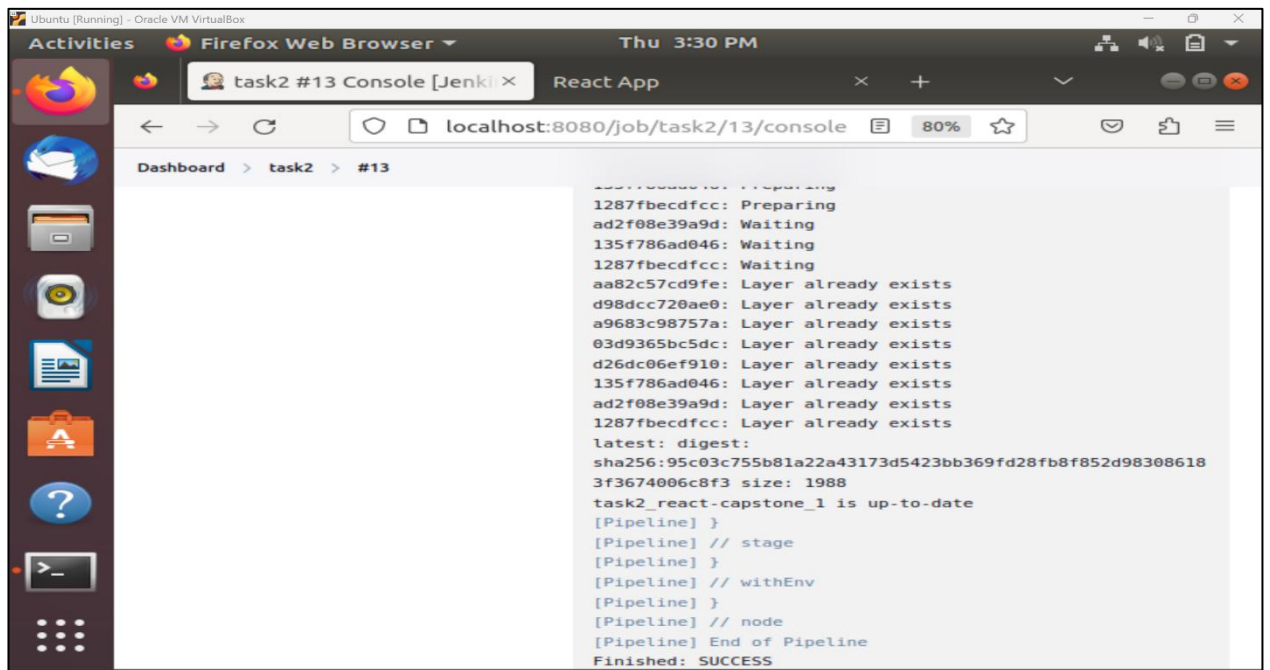 Ubuntu [Running] - Oracle VM VirtualBox
Activities Firefox Web Browser Thu 3:30 PM
task2 #13 Console [Jenki React App
localhost:8080/job/task2/13/console 80%
Dashboard > task2 > #13
1287fbecdfcc: Preparing
ad2f08e39a9d: Waiting
135f786ad046: Waiting
1287fbecdfcc: Waiting
aa82c57cd9fe: Layer already exists
d98dcc720ae0: Layer already exists
a9683c98757a: Layer already exists
03d9365bc5dc: Layer already exists
d26dc06ef910: Layer already exists
135f786ad046: Layer already exists
ad2f08e39a9d: Layer already exists
1287fbecdfcc: Layer already exists
latest: digest:
sha256:95c03c755b81a22a43173d5423bb369fd28fb8f852d98308618
3f3674006c8f3 size: 1988
task2_react-capstone_1 is up-to-date
[Pipeline] }
[Pipeline] // stage
[Pipeline] }
[Pipeline] // withEnv
[Pipeline] }
[Pipeline] // node
[Pipeline] End of Pipeline
Finished: SUCCESS